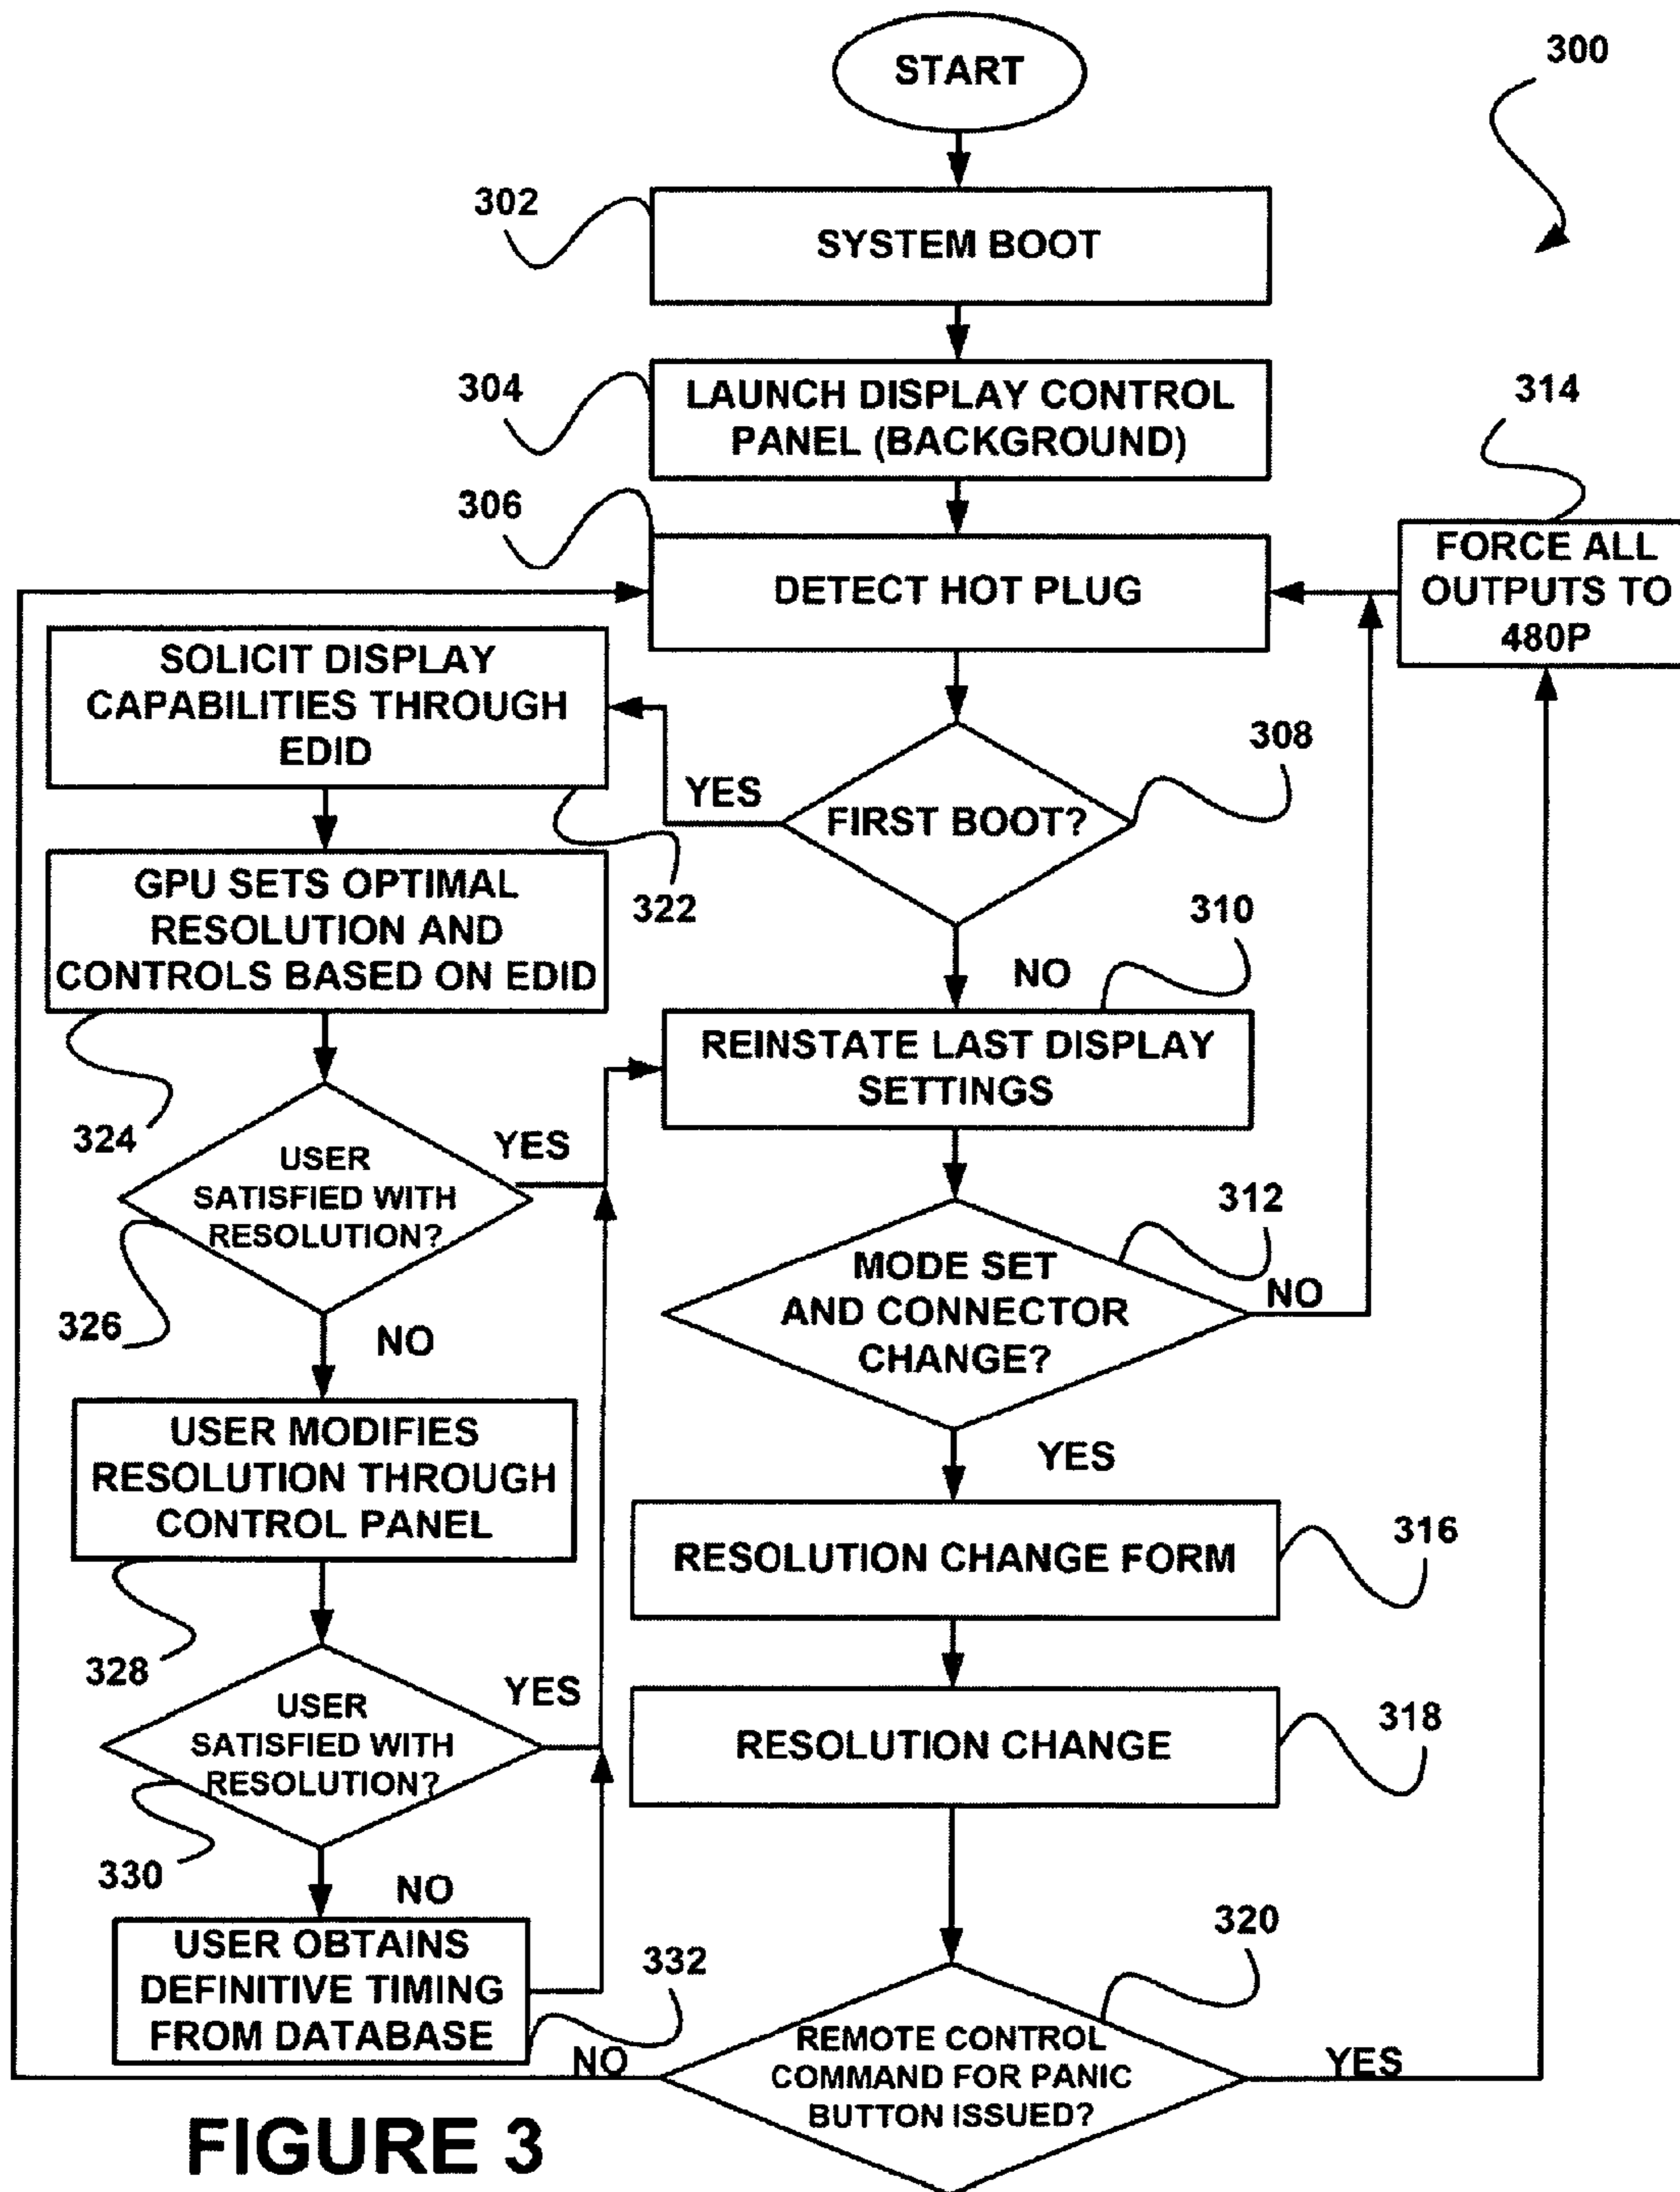 START
300
302
SYSTEM BOOT
304
LAUNCH DISPLAY CONTROL
PANEL (BACKGROUND)
314
306
DETECT HOT PLUG
FORCE ALL
OUTPUTS TO
480P
SOLICIT DISPLAY
CAPABILITIES THROUGH
EDID
308
YES
FIRST BOOT?
322
GPU SETS OPTIMAL
RESOLUTION AND
CONTROLS BASED ON EDID
310
NO
REINSTATE LAST DISPLAY
SETTINGS
324
YES
USER
SATISFIED WITH
RESOLUTION?
312
MODE SET
AND CONNECTOR
CHANGE?
NO
326
NO
YES
USER MODIFIES
RESOLUTION THROUGH
CONTROL PANEL
316
RESOLUTION CHANGE FORM
328
YES
USER
SATISFIED WITH
RESOLUTION?
318
RESOLUTION CHANGE
330
NO
USER OBTAINS
DEFINITIVE TIMING
FROM DATABASE
332
320
NO
REMOTE CONTROL
COMMAND FOR PANIC
BUTTON ISSUED?
YES
FIGURE 3